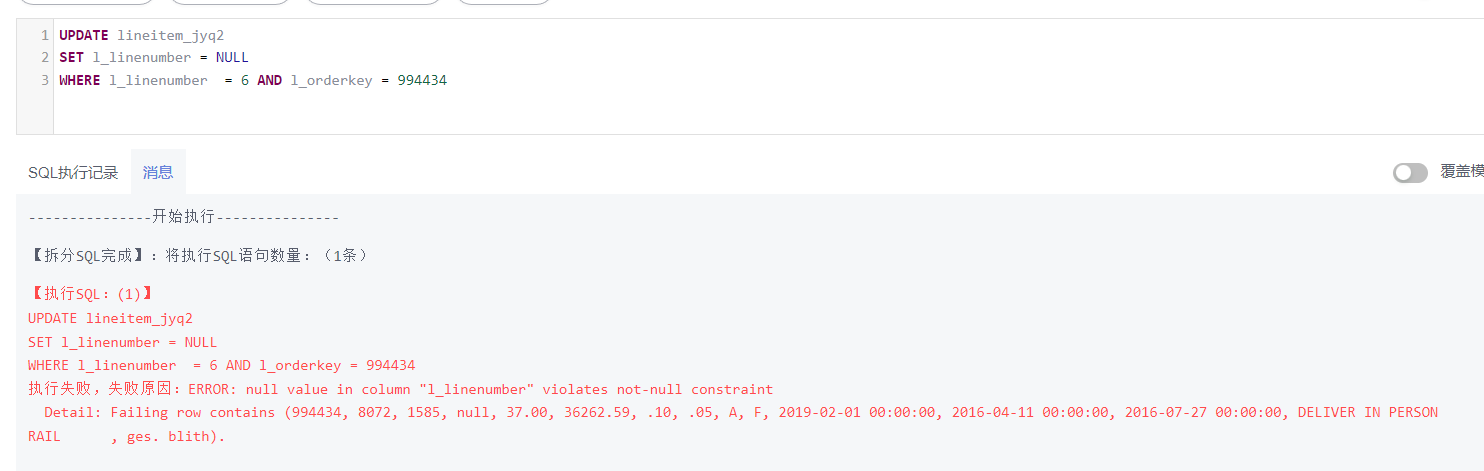 1 UPDATE lineitem_jyq2
2 SET l_linenumber = NULL
3 WHERE l_linenumber  = 6 AND l_orderkey = 994434
SQL执行记录 消息 覆盖模
---------------开始执行---------------
【拆分SQL完成】：将执行SQL语句数量：（1条）
【执行SQL：(1)】
UPDATE lineitem_jyq2
SET l_linenumber = NULL
WHERE l_linenumber  = 6 AND l_orderkey = 994434
执行失败，失败原因：ERROR: null value in column "l_linenumber" violates not-null constraint
  Detail: Failing row contains (994434, 8072, 1585, null, 37.00, 36262.59, .10, .05, A, F, 2019-02-01 00:00:00, 2016-04-11 00:00:00, 2016-07-27 00:00:00, DELIVER IN PERSON
RAIL      , ges. blith).